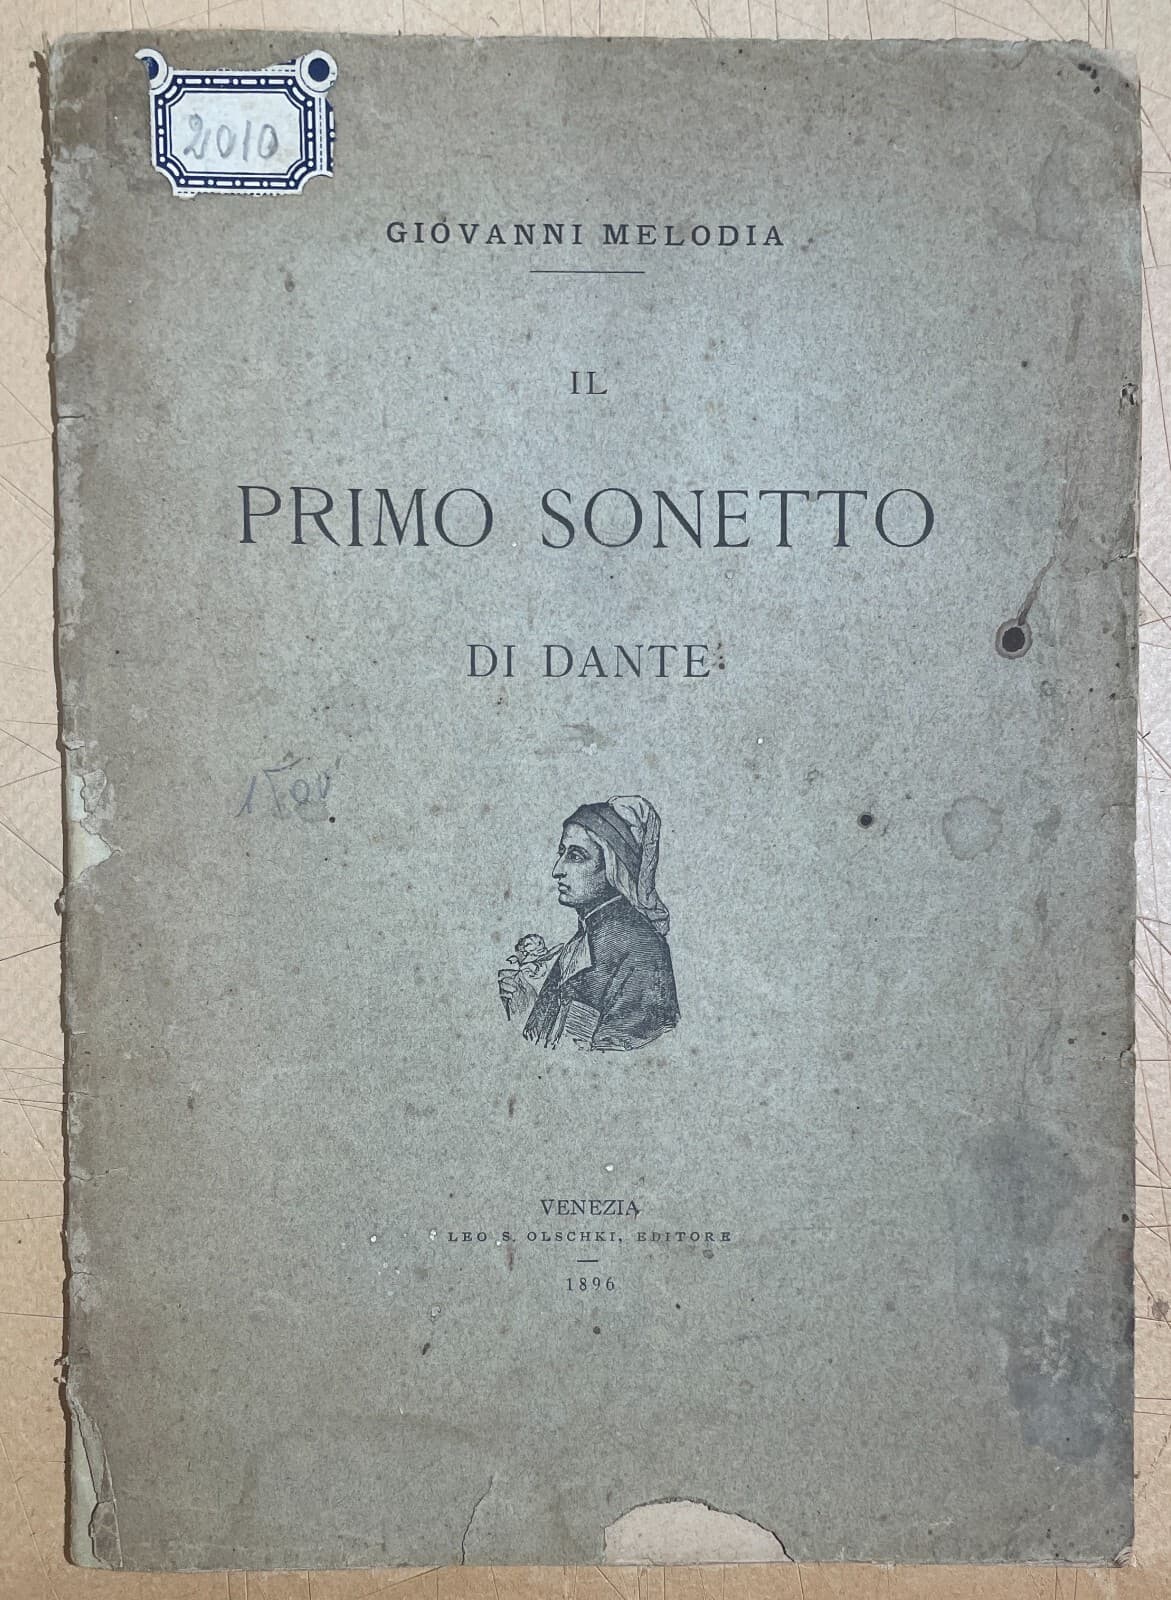 2010
GIOVANNI MELODIA
IL
PRIMO SONETTO
DI DANTE
VENEZIA
LEO S. OLSCHKI, EDITORE
1896